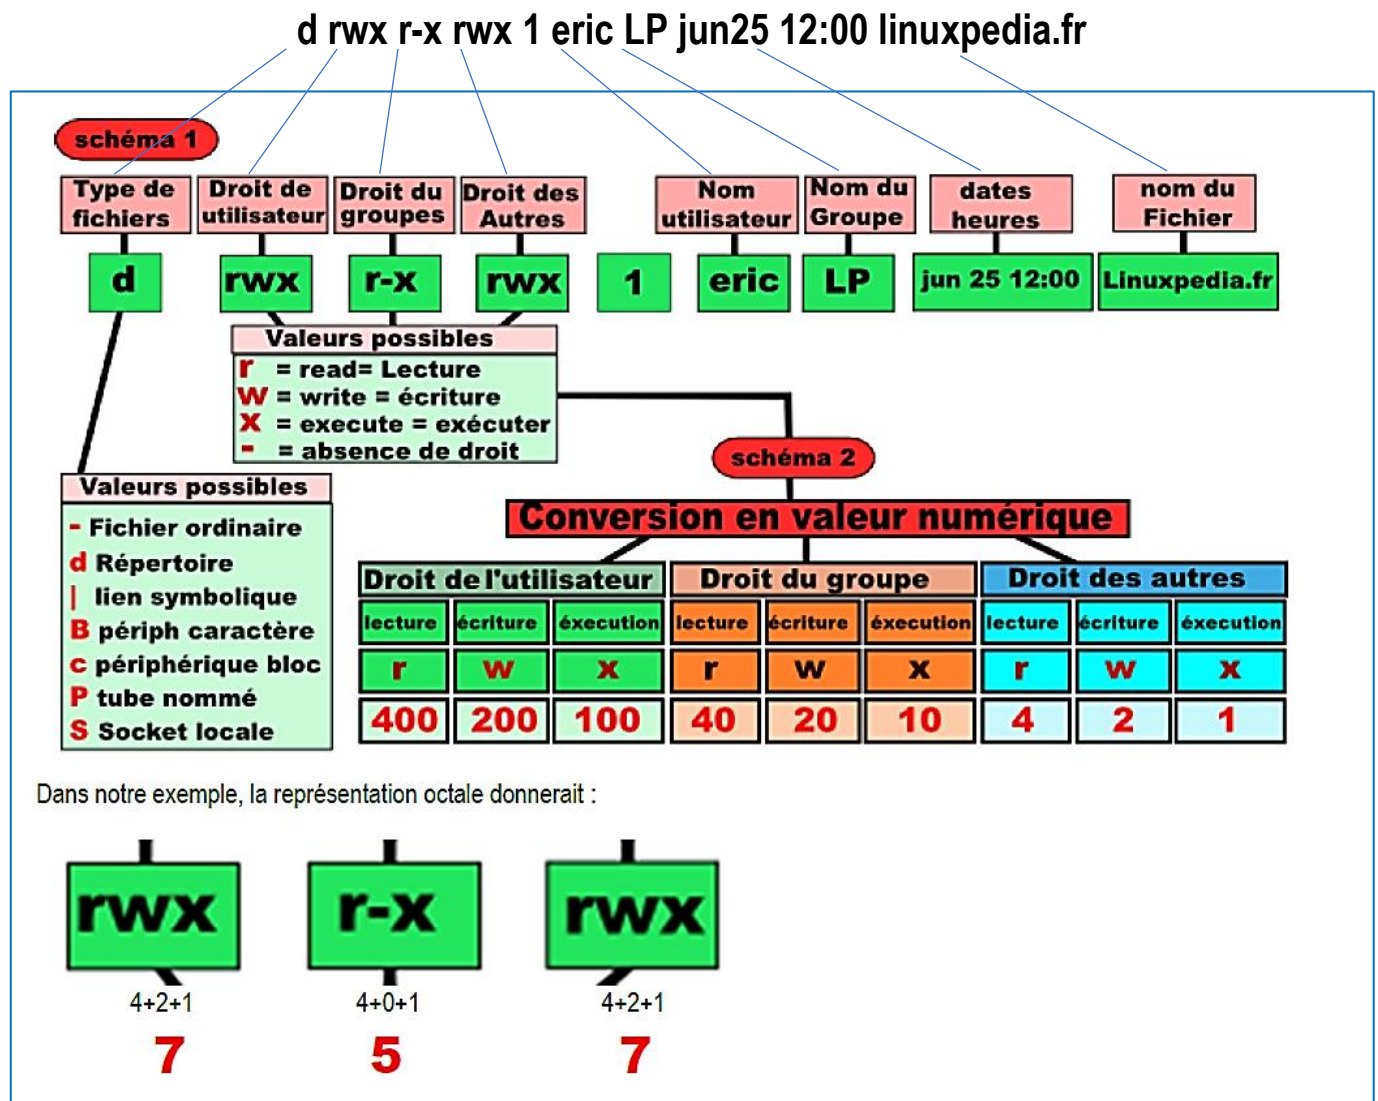 d rwx r-x rwx 1 eric LP jun25 12:00 linuxpedia.fr
schéma 1
Type de fichiers
Droit de utilisateur
Droit du groupes
Droit des Autres
Nom utilisateur
Nom du Groupe
dates heures
nom du Fichier
d rwx r-x rwx 1 eric LP jun 25 12:00 Linuxpedia.fr
Valeurs possibles
r = read= Lecture
W = write = écriture
X = execute = exécuter
- = absence de droit
schéma 2
Valeurs possibles
- Fichier ordinaire
d Répertoire
| lien symbolique
B périph caractère
c périphérique bloc
P tube nommé
S Socket locale
Conversion en valeur numérique
Droit de l'utilisateur Droit du groupe Droit des autres
lecture écriture éxecution lecture écriture éxecution lecture écriture éxecution
r w x r w x r w x
400 200 100 40 20 10 4 2 1
Dans notre exemple, la représentation octale donnerait :
rwx r-x rwx
4+2+1 4+0+1 4+2+1
7 5 7